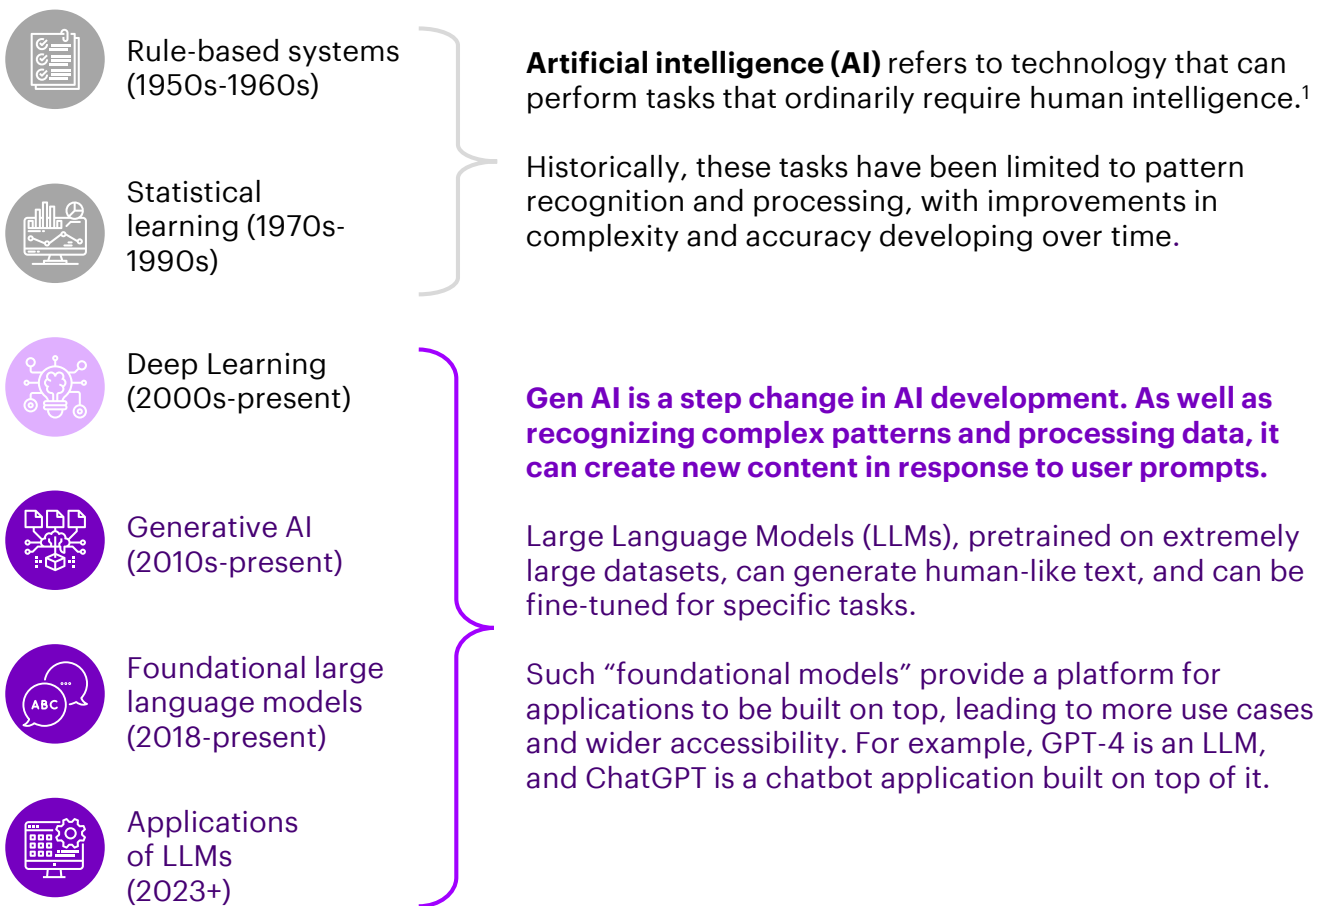 Rule-based systems
(1950s-1960s)
Statistical
learning (1970s-
1990s)
Artificial intelligence (AI) refers to technology that can
perform tasks that ordinarily require human intelligence.¹
Historically, these tasks have been limited to pattern
recognition and processing, with improvements in
complexity and accuracy developing over time.
Deep Learning
(2000s-present)
Generative AI
(2010s-present)
Foundational large
language models
(2018-present)
ABC
Applications
of LLMs
(2023+)
Gen AI is a step change in AI development. As well as
recognizing complex patterns and processing data, it
can create new content in response to user prompts.
Large Language Models (LLMs), pretrained on extremely
large datasets, can generate human-like text, and can be
fine-tuned for specific tasks.
Such “foundational models” provide a platform for
applications to be built on top, leading to more use cases
and wider accessibility. For example, GPT-4 is an LLM,
and ChatGPT is a chatbot application built on top of it.